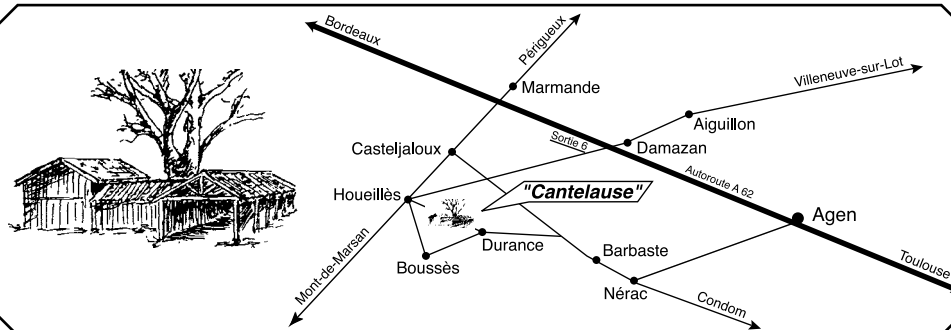 Bordeaux
Périgueux
Marmande
Villeneuve-sur-Lot
Aiguillon
Sortie 6
Damazan
Casteljaloux
Autoroute A 62
Houeillès
"Cantelause"
Agen
Durance
Barbaste
Boussès
Mont-de-Marsan
Nérac
Toulouse
Condom